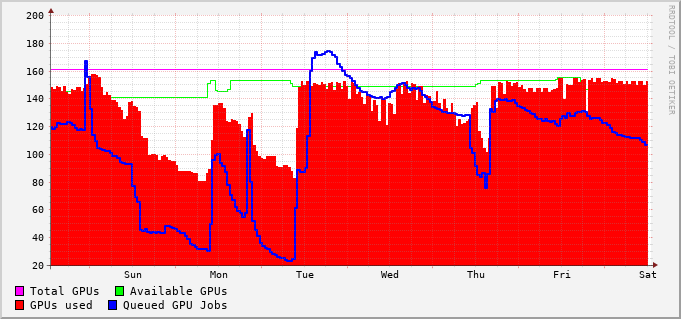 200
180
160
140
120
100
80
60
40
20
Sun Mon Tue Wed Thu Fri Sat
Total GPUs Available GPUs
GPUs used Queued GPU Jobs
RRDTOOL / TOBI OETIKER